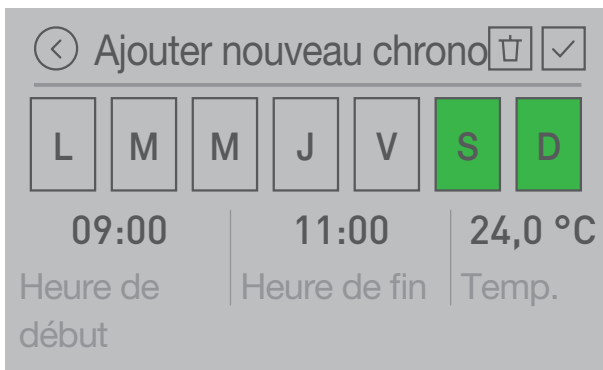 Ajouter nouveau chrono
L M M J V S D
09:00 11:00 24,0 °C
Heure de début Heure de fin Temp.